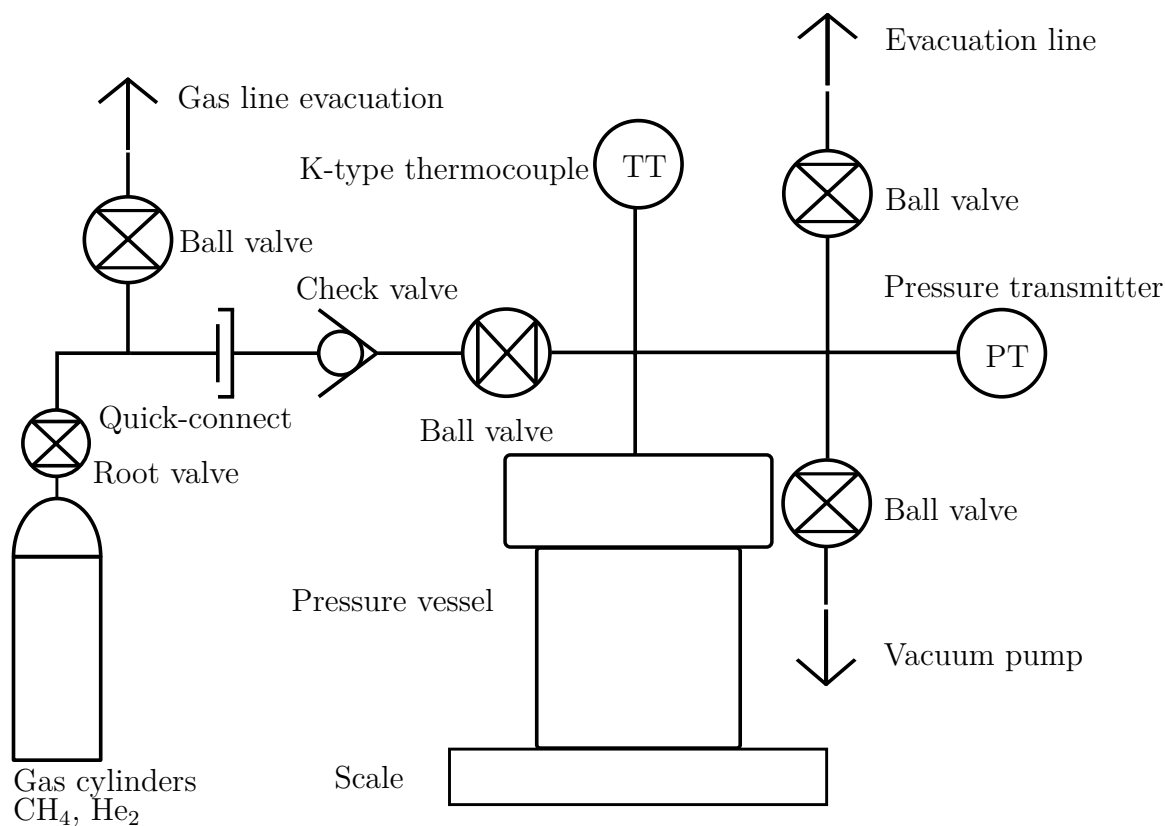 Evacuation line
Gas line evacuation
K-type thermocouple
TT
Ball valve
Ball valve
Check valve
Pressure transmitter
PT
Quick-connect
Ball valve
Root valve
Ball valve
Pressure vessel
Vacuum pump
Scale
Gas cylinders
CH₄, He₂